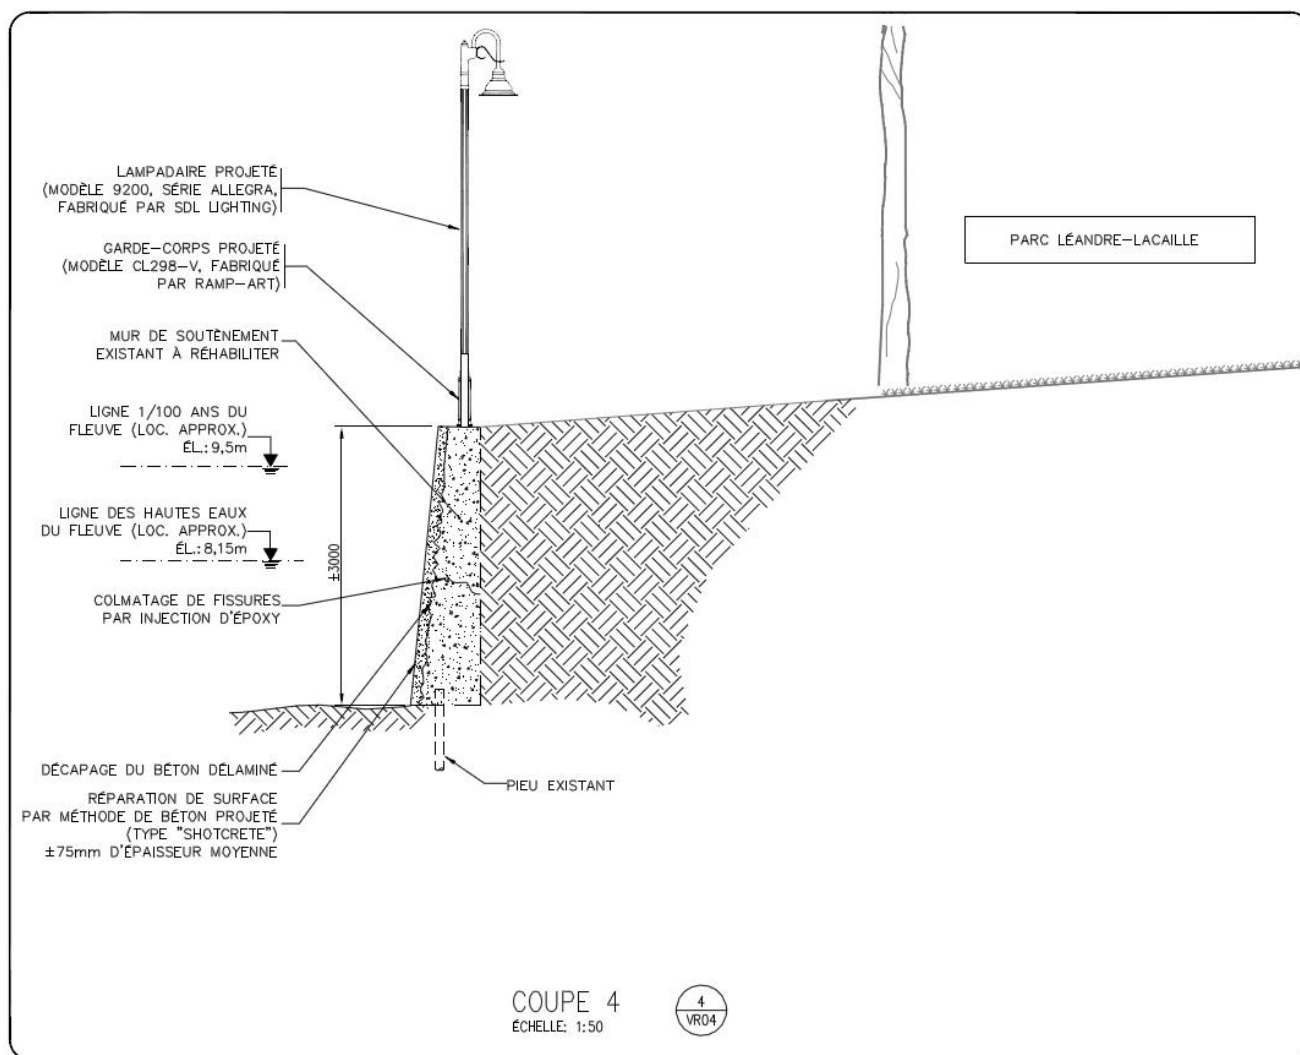 LAMPADAIRE PROJETÉ
(MODÈLE 9200, SÉRIE ALLEGRA,
FABRIQUÉ PAR SDL LIGHTING)
GARDE-CORPS PROJETÉ
(MODÈLE CL298-V, FABRIQUÉ
PAR RAMP-ART)
MUR DE SOUTÈNEMENT
EXISTANT À RÉHABILITER
LIGNE 1/100 ANS DU
FLEUVE (LOC. APPROX.)
ÉL.: 9,5m
LIGNE DES HAUTES EAUX
DU FLEUVE (LOC. APPROX.)
ÉL.: 8,15m
±3000
COLMATAGE DE FISSURES
PAR INJECTION D'ÉPOXY
DÉCAPAGE DU BÉTON DÉLAMINÉ
RÉPARATION DE SURFACE
PAR MÉTHODE DE BÉTON PROJETÉ
(TYPE "SHOTCRETE")
±75mm D'ÉPAISSEUR MOYENNE
PIEU EXISTANT
PARC LÉANDRE-LACAILLE
COUPE 4
ÉCHELLE: 1:50
4
VR04